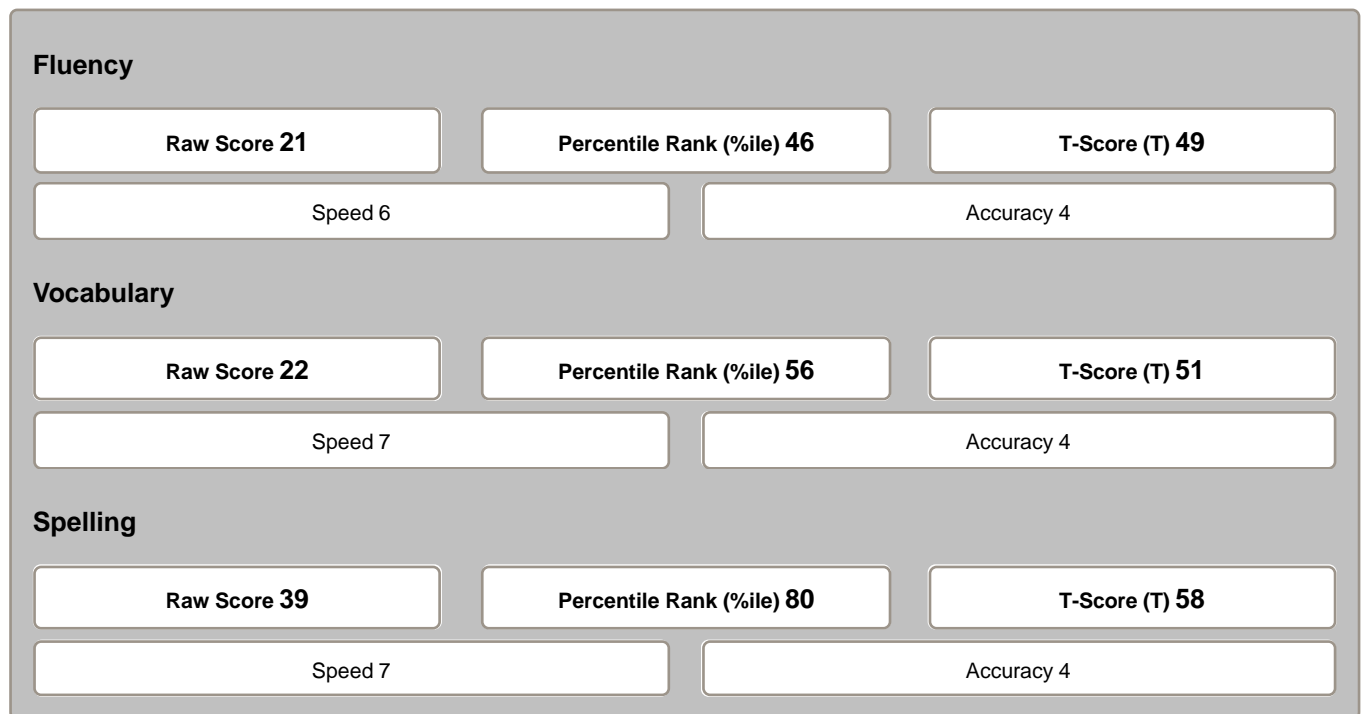 Fluency
Raw Score 21 Percentile Rank (%ile) 46 T-Score (T) 49
Speed 6 Accuracy 4
Vocabulary
Raw Score 22 Percentile Rank (%ile) 56 T-Score (T) 51
Speed 7 Accuracy 4
Spelling
Raw Score 39 Percentile Rank (%ile) 80 T-Score (T) 58
Speed 7 Accuracy 4